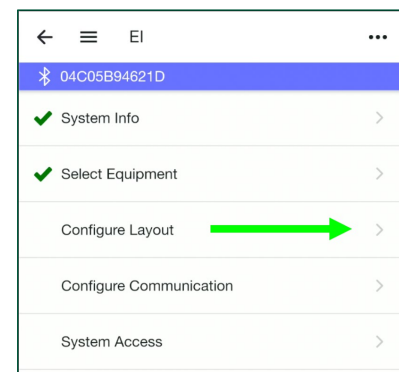 EI
04C05B94621D
System Info
Select Equipment
Configure Layout
Configure Communication
System Access